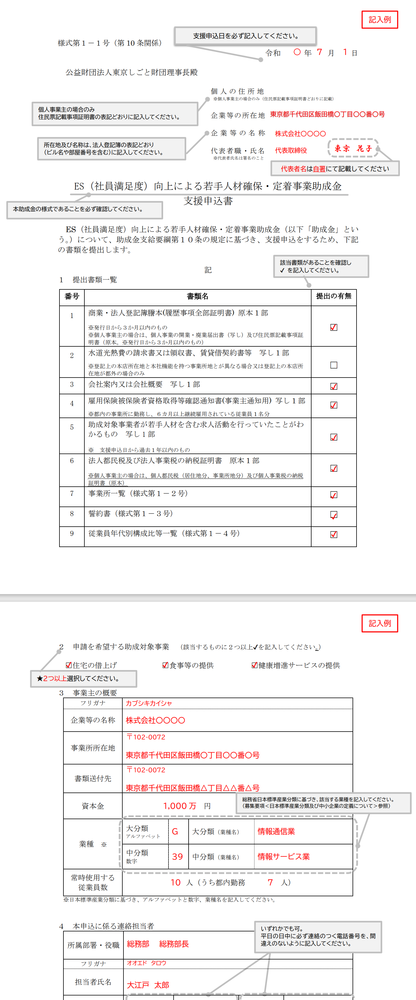 記入例
支援申込日を必ず記入してください。
様式第１－１号（第 10 条関係）
令和 〇 年 7 月 1 日
公益財団法人東京しごと財団理事長殿
個人の住所地
※個人事業主の場合のみ（住民票記載事項証明書どおりに記載）
個人事業主の場合のみ
住民票記載事項証明書の表記どおりに記入してください。
企業等の所在地 東京都千代田区飯田橋〇丁目〇〇番〇号
企業等の名称 株式会社〇〇〇〇
所在地及び名称は、法人登記簿の表記どおり
（ビル名や部屋番号を含む）に記入してください。
代表者職・氏名 代表取締役 東京 花子
※代表者氏名は署名のこと
代表者名は自署にて記載してください
ES（社員満足度）向上による若手人材確保・定着事業助成金
支援申込書
本助成金の様式であることを必ず確認してください。
ES（社員満足度）向上による若手人材確保・定着事業助成金（以下「助成金」とい
う。）について、助成金支給要綱第１０条の規定に基づき、支援申込をするため、下記
の書類を提出します。
該当書類があることを確認し
✔ を記入してください。
記
1 提出書類一覧
番号 書類名 提出の有無
1 商業・法人登記簿謄本(履歴事項全部証明書) 原本１部 ☑
※発行日から３か月以内のもの
※個人事業主の場合は、個人事業の開業・廃業届出書（写し）及び住民票記載事項証
明書（原本。※発行日から３か月以内のもの）
2 水道光熱費の請求書又は領収書、賃貸借契約書等 写し１部 □
※登記上の本店所在地と本社機能を持つ事業所地とが異なる場合又は登記上の本店所
在地が都外の場合のみ
3 会社案内又は会社概要 写し１部 ☑
4 雇用保険被保険者資格取得等確認通知書(事業主通知用) 写し１部 ☑
※都内の事業所に勤務し、６カ月以上継続雇用されている従業員１名分
5 助成対象事業者が若手人材を含む求人活動を行っていたことがわ
かるもの 写し１部 ☑
※ 支援申込日から過去１年以内のもの
6 法人都民税及び法人事業税の納税証明書 原本１部 ☑
※個人事業主の場合は、個人都民税（居住地分、事業所地分）及び個人事業税の納税
証明書（原本）
7 事業所一覧（様式第１－２号） ☑
8 誓約書（様式第１－３号） ☑
9 従業員年代別構成比等一覧（様式第１－４号） ☑
記入例
2 申請を希望する助成対象事業 （該当するものに２つ以上✔を記入してください。）
☑住宅の借上げ ☑食事等の提供 ☑健康増進サービスの提供
★2つ以上選択してください。
3 事業主の概要
フリガナ カブシキカイシャ
企業等の名称 株式会社〇〇〇〇
事業所所在地 〒102-0072
東京都千代田区飯田橋〇丁目〇〇番〇号
書類送付先 〒102-0072
東京都千代田区飯田橋△丁目△△番△号
総務省日本標準産業分類に基づき、該当する業種を記入してください。
（募集要項＜日本標準産業分類及び中小企業の定義について＞参照）
資本金 1,000 万 円
業種 ※
大分類 アルファベット G 大分類（業種名） 情報通信業
中分類 数字 39 中分類（業種名） 情報サービス業
常時使用する
従業員数 10 人（うち都内勤務 7 人）
※日本標準産業分類に基づき、アルファベットと数字、業種名を記入してください。
4 本申込に係る連絡担当者
いずれかでも可。
平日の日中に必ず連絡のつく電話番号を、間
違えのないように記入してください。
所属部署・役職 総務部 総務部長
フリガナ オオエド タロウ
担当者氏名 大江戸 太郎